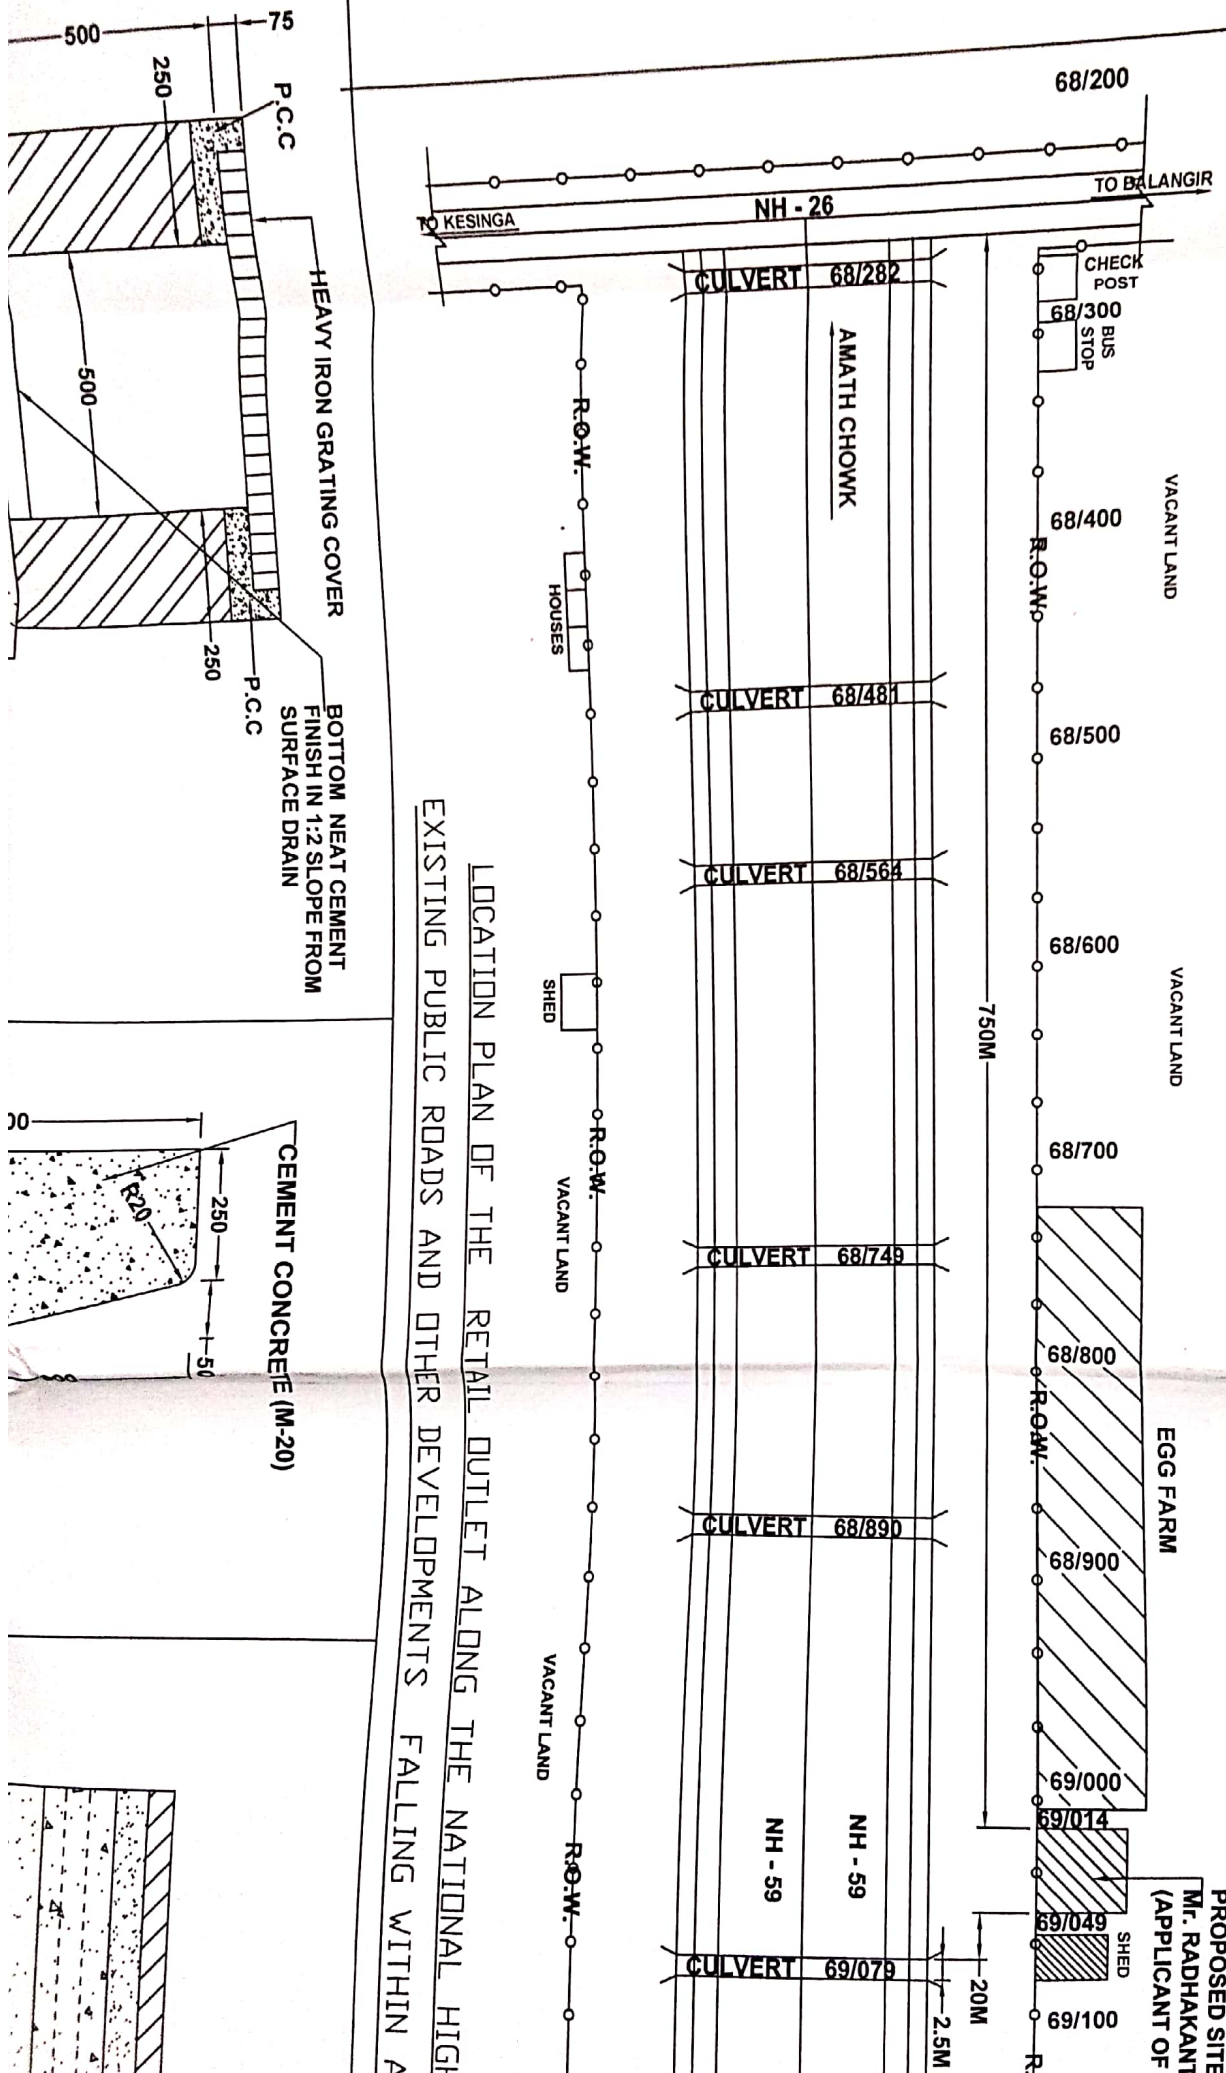 75
500
250
P.C.C
500
HEAVY IRON GRATING COVER
250
P.C.C
BOTTOM NEAT CEMENT
FINISH IN 1:2 SLOPE FROM
SURFACE DRAIN
00
250
R20
50
CEMENT CONCRETE (M-20)
68/200
TO BALANGIR
NH - 26
TO KESINGA
CHECK
POST
68/300
BUS
STOP
CULVERT 68/282
AMATH CHOWK
R.O.W.
VACANT LAND
68/400
R.O.W.
HOUSES
CULVERT 68/481
68/500
CULVERT 68/564
68/600
VACANT LAND
SHED
750M
68/700
R.O.W.
VACANT LAND
CULVERT 68/749
68/800
R.O.W.
EGG FARM
CULVERT 68/890
68/900
VACANT LAND
69/000
69/014
NH - 59
NH - 59
R.O.W.
PROPOSED SITE
Mr. RADHAKANT
(APPLICANT OF
69/049
SHED
CULVERT 69/079
20M
2.5M
69/100
R.
LOCATION PLAN OF THE RETAIL OUTLET ALONG THE NATIONAL HIGH
EXISTING PUBLIC ROADS AND OTHER DEVELOPMENTS FALLING WITHIN A